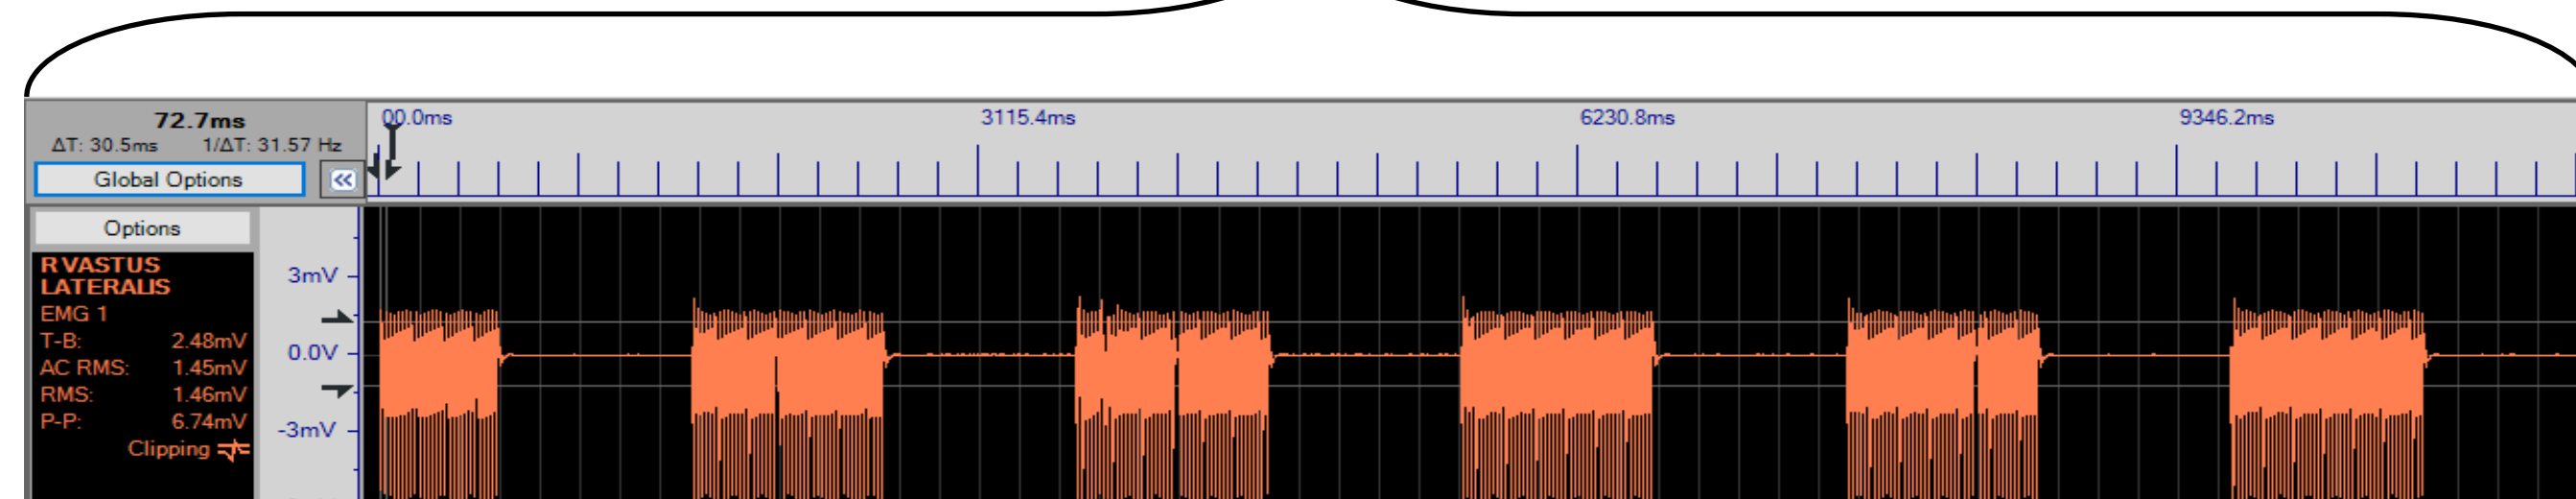 72.7ms
ΔT: 30.5ms 1/ΔT: 31.57 Hz
Global Options
00.0ms 3115.4ms 6230.8ms 9346.2ms
Options
R VASTUS
LATERALIS
EMG 1
T-B: 2.48mV
AC RMS: 1.45mV
RMS: 1.46mV
P-P: 6.74mV
Clipping
3mV
0.0V
-3mV